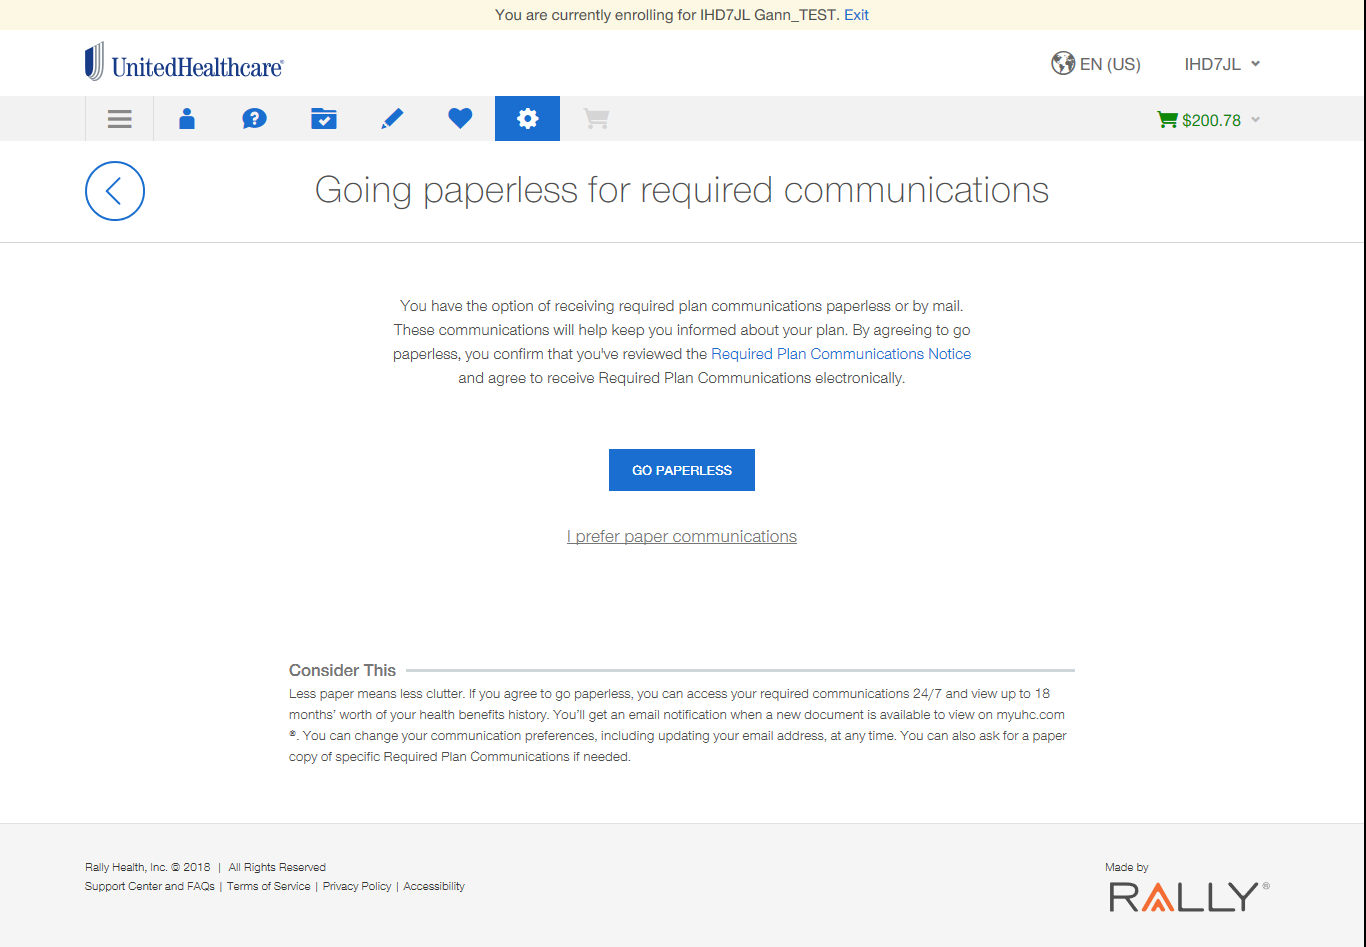 You are currently enrolling for IHD7JL Gann_TEST. Exit
UnitedHealthcare®
EN (US)
IHD7JL
$200.78
Going paperless for required communications
You have the option of receiving required plan communications paperless or by mail.
These communications will help keep you informed about your plan. By agreeing to go
paperless, you confirm that you've reviewed the Required Plan Communications Notice
and agree to receive Required Plan Communications electronically.
GO PAPERLESS
I prefer paper communications
Consider This
Less paper means less clutter. If you agree to go paperless, you can access your required communications 24/7 and view up to 18
months’ worth of your health benefits history. You’ll get an email notification when a new document is available to view on myuhc.com
®. You can change your communication preferences, including updating your email address, at any time. You can also ask for a paper
copy of specific Required Plan Communications if needed.
Rally Health, Inc. © 2018 | All Rights Reserved
Support Center and FAQs | Terms of Service | Privacy Policy | Accessibility
Made by
RALLY®